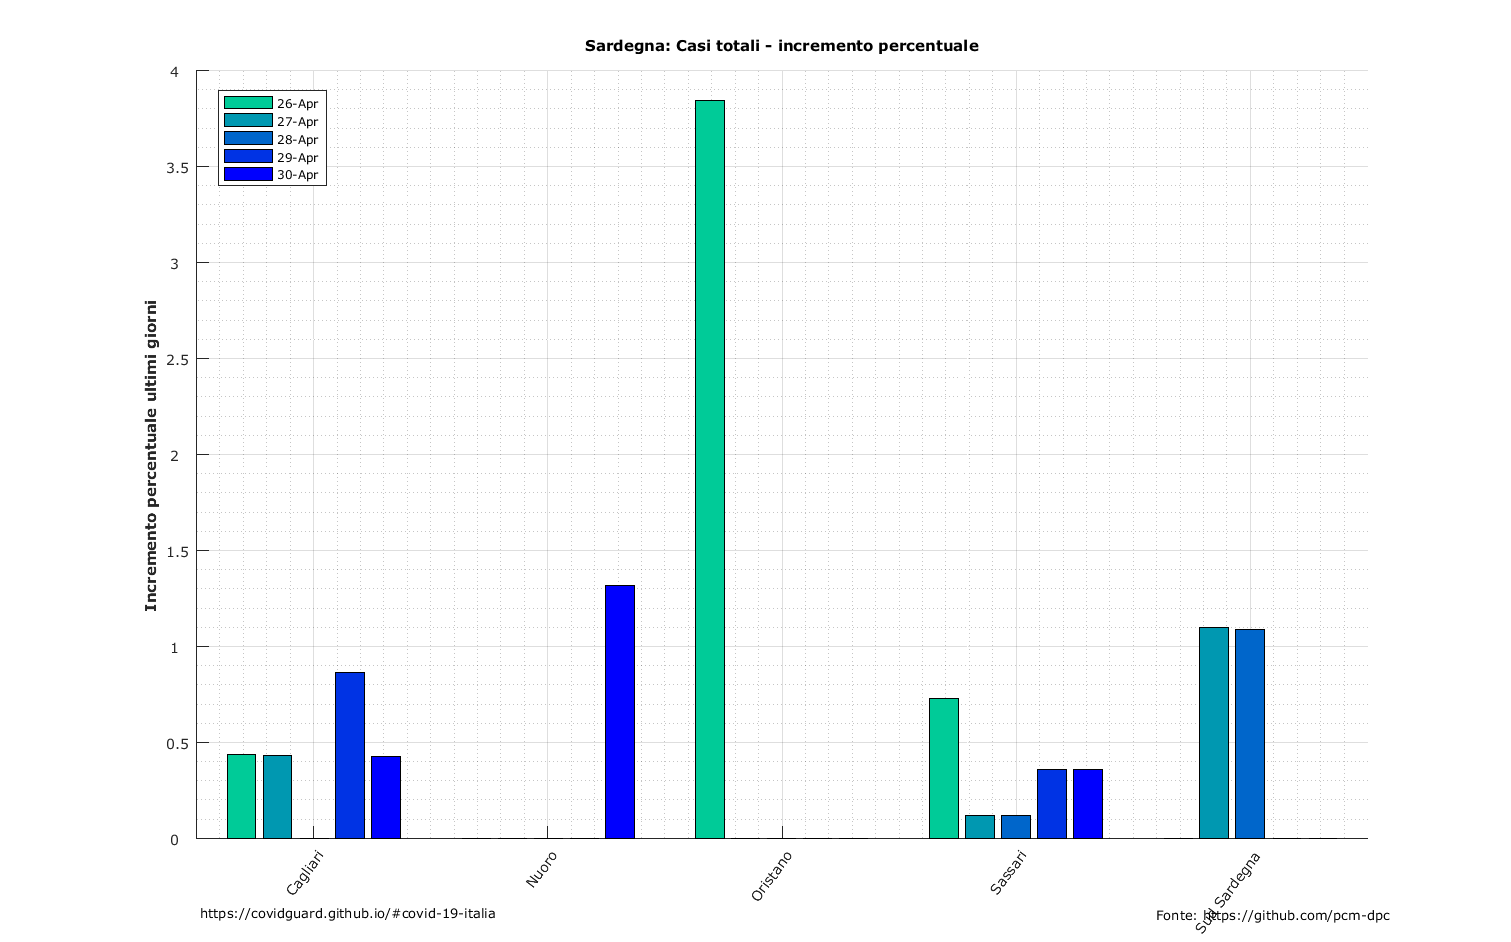 Sardegna: Casi totali - incremento percentuale
4
3.5
3
2.5
2
1.5
1
0.5
0
Incremento percentuale ultimi giorni
26-Apr
27-Apr
28-Apr
29-Apr
30-Apr
Cagliari
Nuoro
Oristano
Sassari
Sud Sardegna
https://covidguard.github.io/#covid-19-italia
Fonte: https://github.com/pcm-dpc